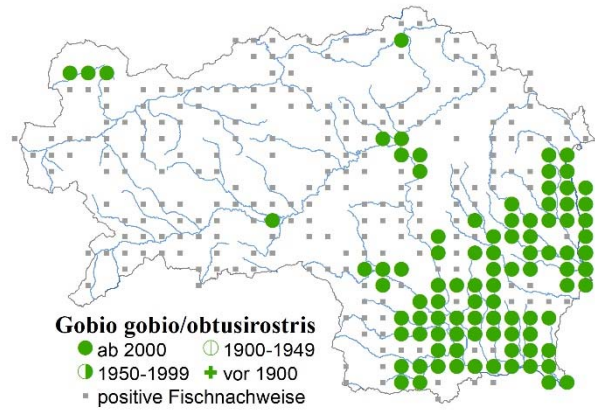 Gobio gobio/obtusirostris
ab 2000 1900-1949
1950-1999 vor 1900
positive Fischnachweise